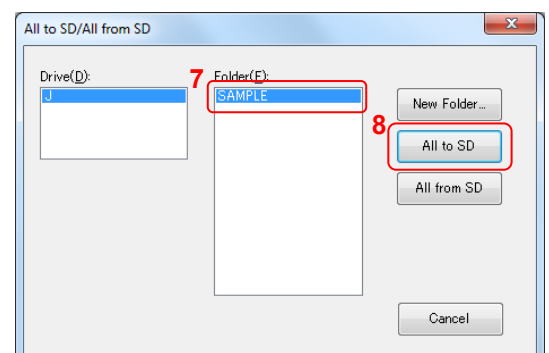 All to SD/All from SD
Drive(D):
7 Folder(F):
J
SAMPLE
New Folder...
8
All to SD
All from SD
Cancel